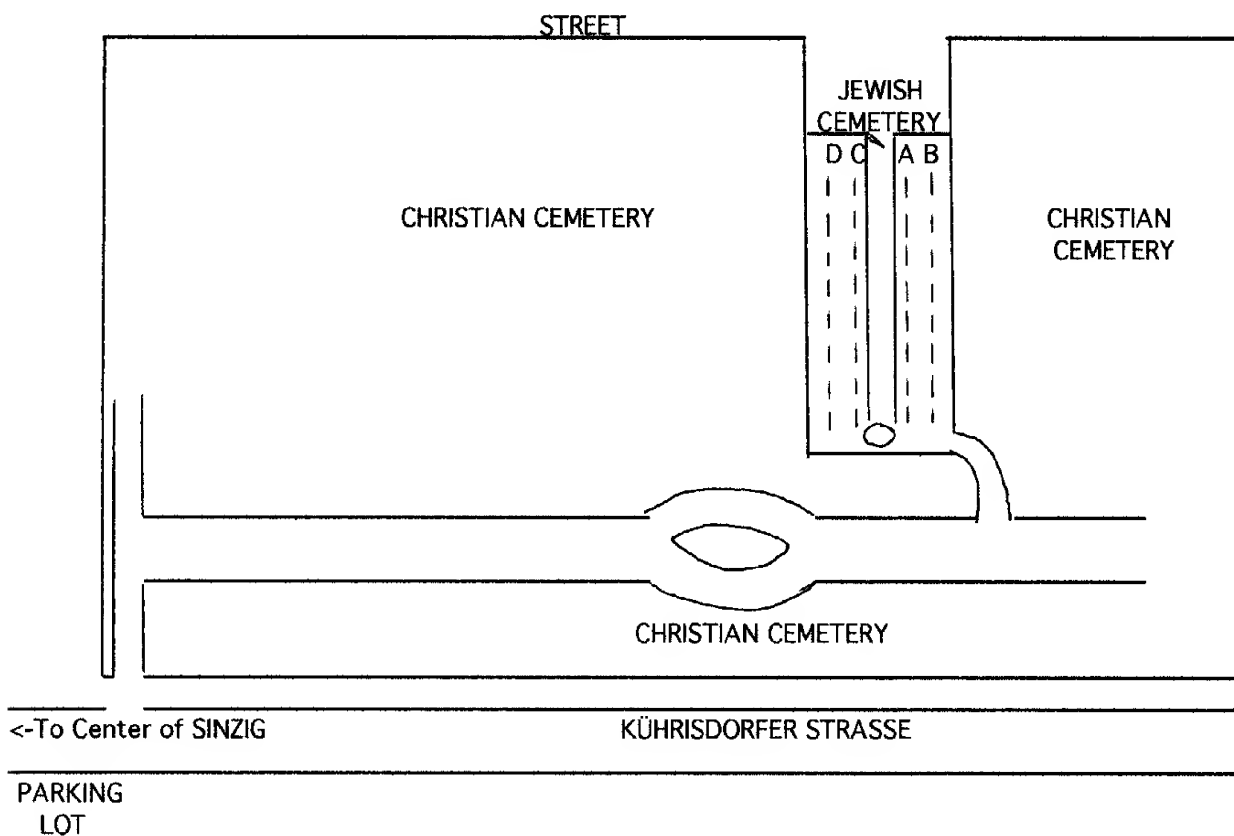 STREET
JEWISH
CEMETERY
D C A B
CHRISTIAN CEMETERY
CHRISTIAN
CEMETERY
CHRISTIAN CEMETERY
<-To Center of SINZIG
KÜHRISDORFER STRASSE
PARKING
LOT